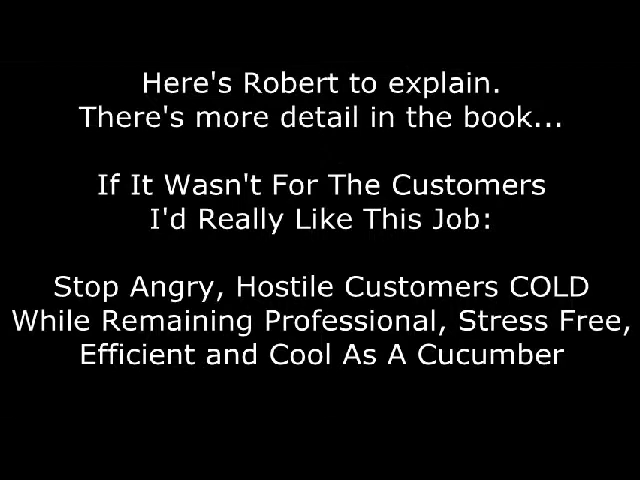 Here's Robert to explain.
There's more detail in the book...
If It Wasn't For The Customers
I'd Really Like This Job:
Stop Angry, Hostile Customers COLD
While Remaining Professional, Stress Free,
Efficient and Cool As A Cucumber